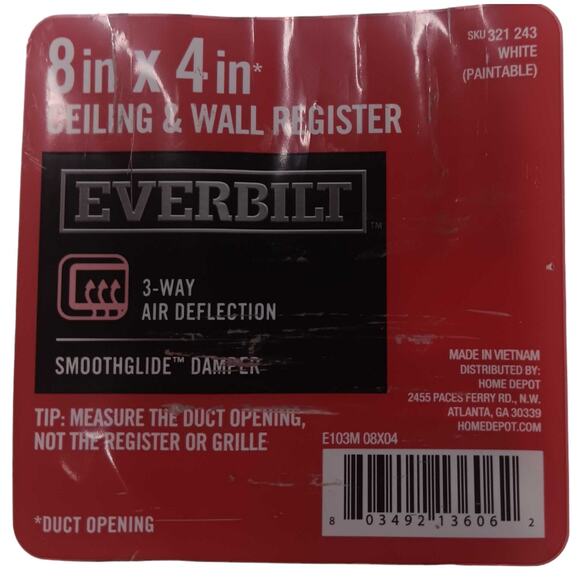 8in x 4in*
CEILING & WALL REGISTER
SKU 321 243
WHITE
(PAINTABLE)
EVERBILT™
3-WAY
AIR DEFLECTION
SMOOTHGLIDE™ DAMPER
TIP: MEASURE THE DUCT OPENING,
NOT THE REGISTER OR GRILLE
*DUCT OPENING
MADE IN VIETNAM
DISTRIBUTED BY:
HOME DEPOT
2455 PACES FERRY RD., N.W.
ATLANTA, GA 30339
HOMEDEPOT.COM
E103M 08X04
8 03492 13606 2